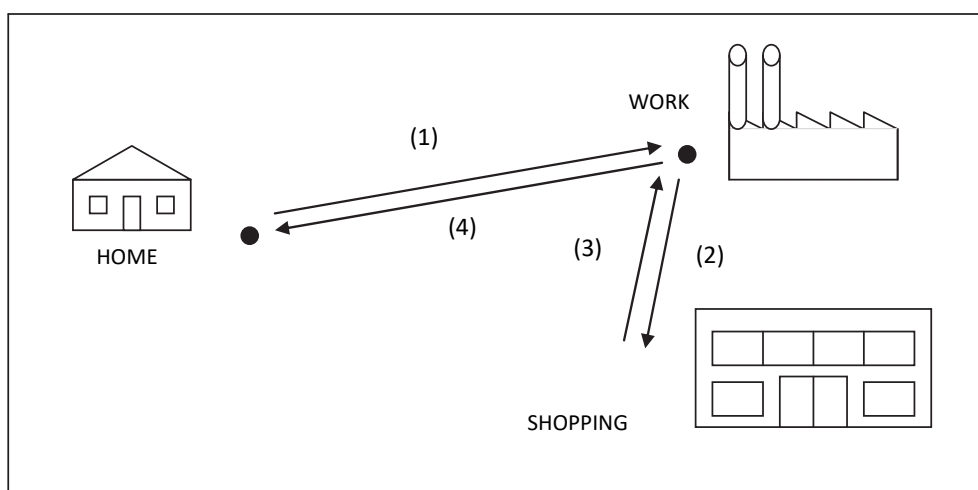 WORK
(1)
(4)
HOME
(3)
(2)
SHOPPING